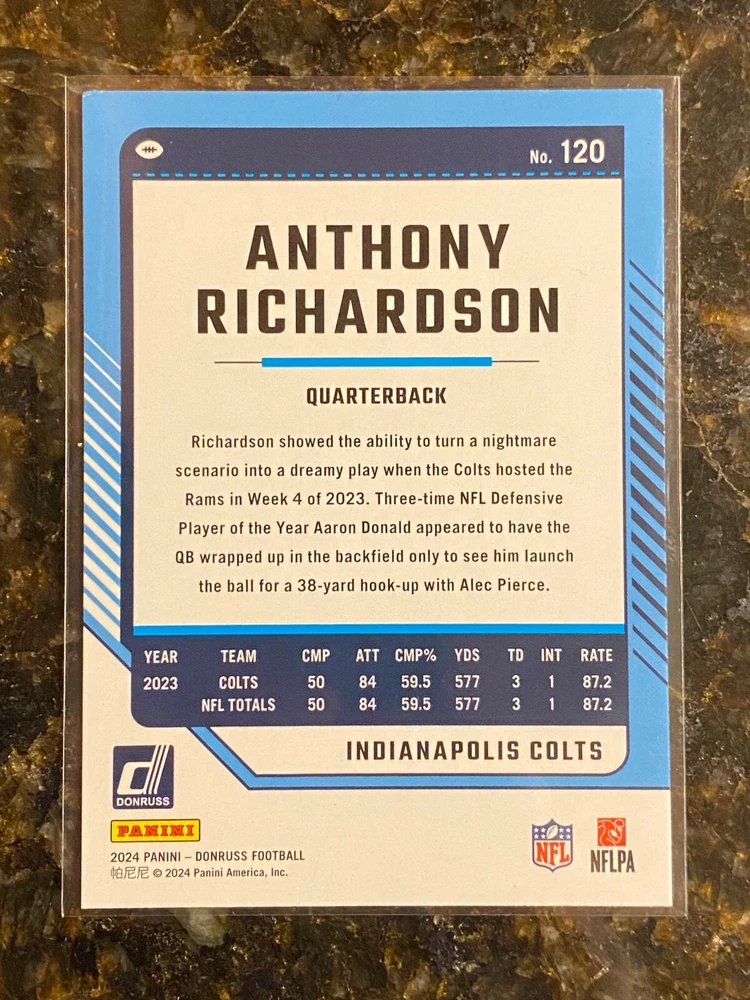 No. 120
ANTHONY
RICHARDSON
QUARTERBACK
Richardson showed the ability to turn a nightmare
scenario into a dreamy play when the Colts hosted the
Rams in Week 4 of 2023. Three-time NFL Defensive
Player of the Year Aaron Donald appeared to have the
QB wrapped up in the backfield only to see him launch
the ball for a 38-yard hook-up with Alec Pierce.
YEAR TEAM CMP ATT CMP% YDS TD INT RATE
2023 COLTS 50 84 59.5 577 3 1 87.2
NFL TOTALS 50 84 59.5 577 3 1 87.2
INDIANAPOLIS COLTS
d
DONRUSS
PANINI
2024 PANINI – DONRUSS FOOTBALL
帕尼尼 © 2024 Panini America, Inc.
NFL
NFLPA